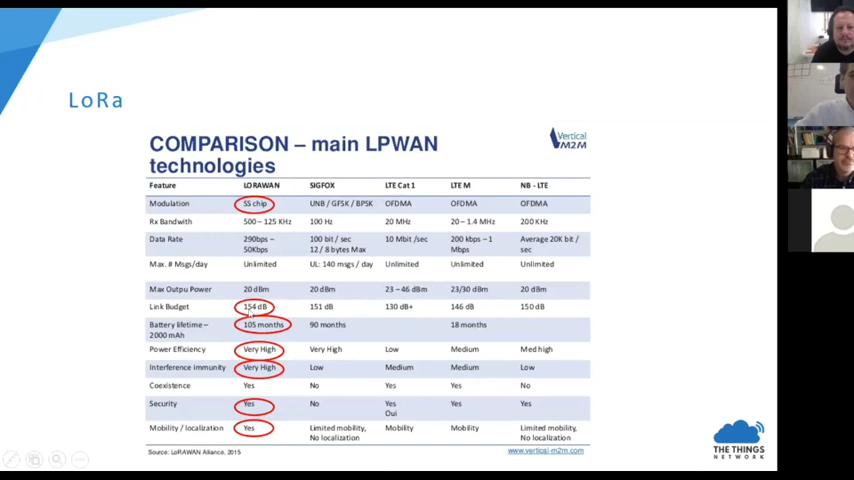 LoRa
COMPARISON – main LPWAN
technologies
Vertical
M2M
Feature LORAWAN SIGFOX LTE Cat 1 LTE M NB - LTE
Modulation SS chip UNB / GFSK / BPSK OFDMA OFDMA OFDMA
Rx Bandwith 500 – 125 KHz 100 Hz 20 MHz 20 – 1.4 MHz 200 KHz
Data Rate 290bps – 100 bit / sec 10 Mbit /sec 200 kbps – 1 Average 20K bit /
50Kbps 12 / 8 bytes Max Mbps sec
Max. # Msgs/day Unlimited UL: 140 msgs / day Unlimited Unlimited Unlimited
Max Outpu Power 20 dBm 20 dBm 23 – 46 dBm 23/30 dBm 20 dBm
Link Budget 154 dB 151 dB 130 dB+ 146 dB 150 dB
Battery lifetime – 105 months 90 months 18 months
2000 mAh
Power Efficiency Very High Very High Low Medium Med high
Interference immunity Very High Low Medium Medium Low
Coexistence Yes No Yes Yes No
Security Yes No Yes Yes Yes
Oui
Mobility / localization Yes Limited mobility, Mobility Mobility Limited mobility,
No localization No localization
Source: LoRAWAN Alliance, 2015
www.vertical-m2m.com
THE THINGS
NETWORK